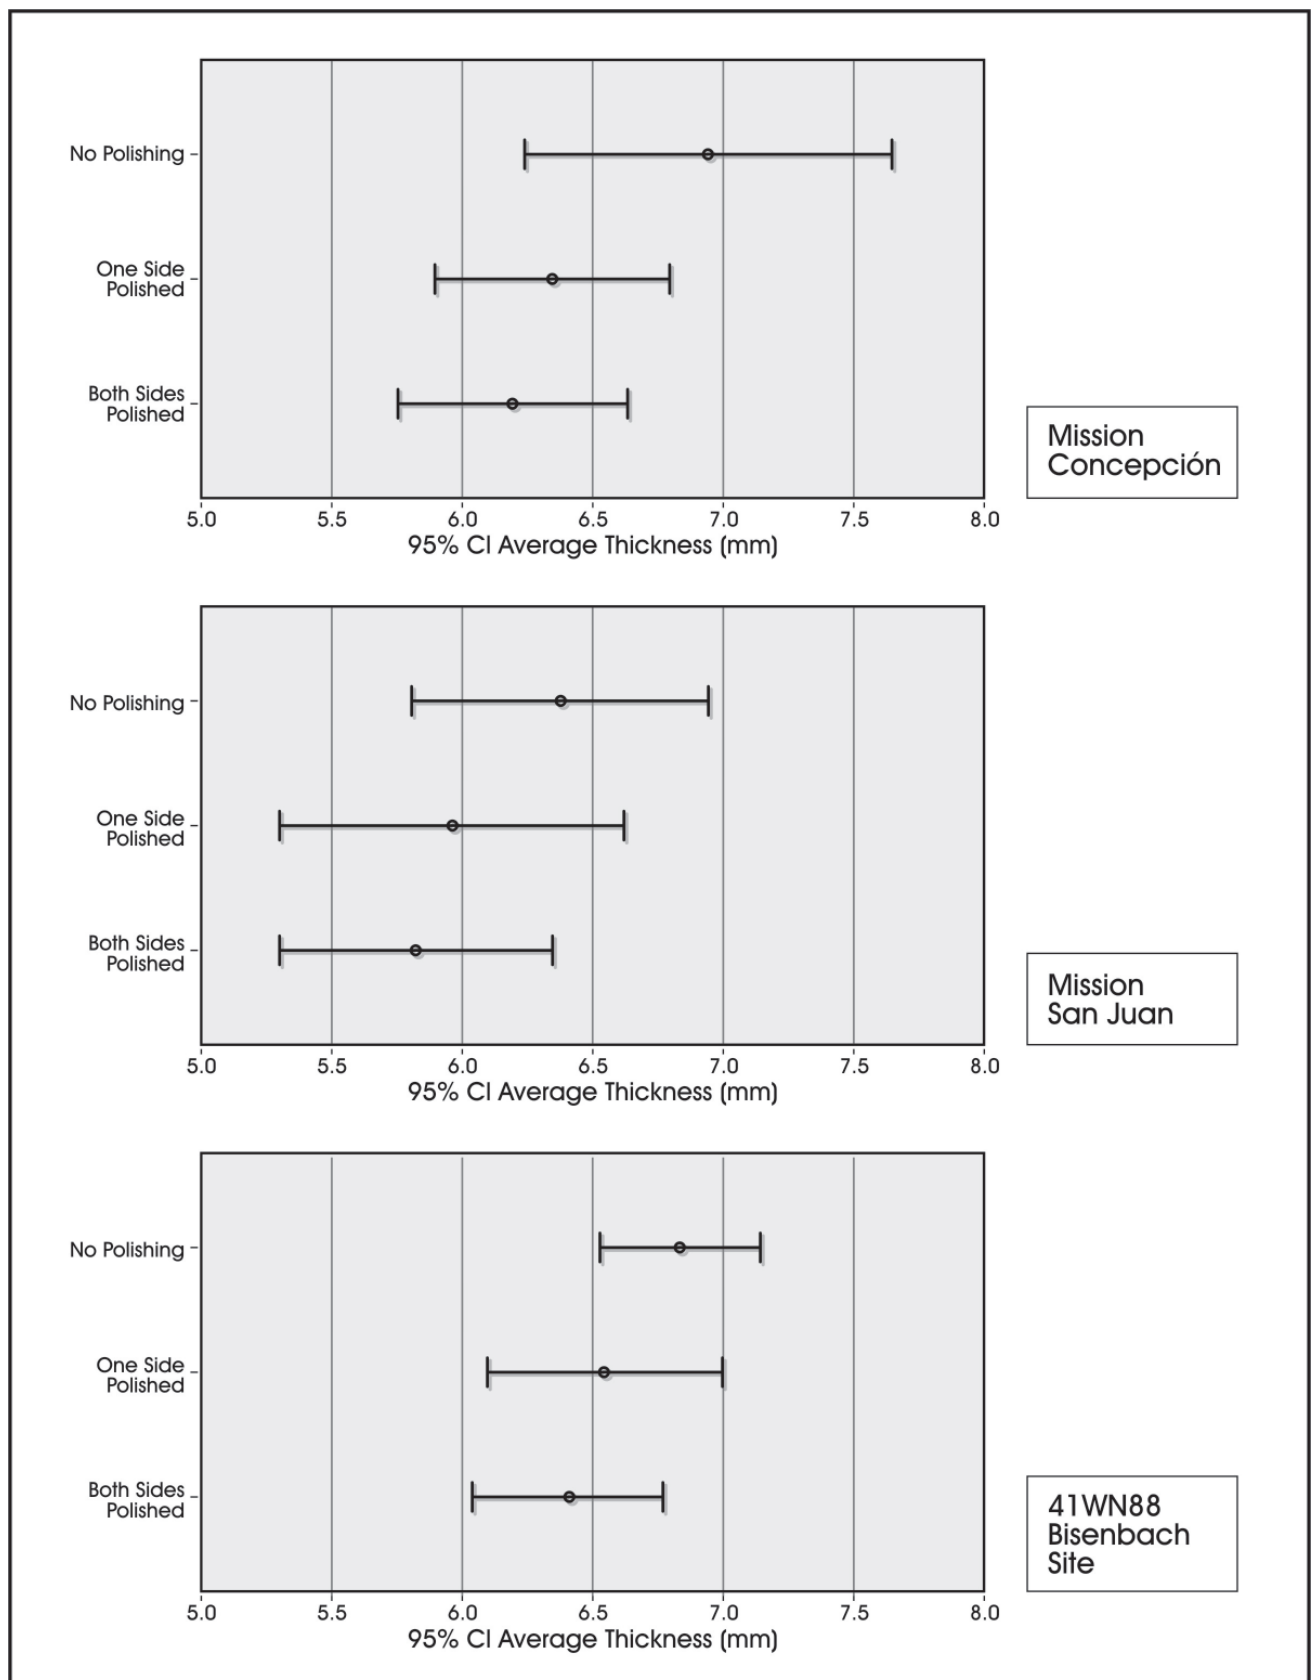 No Polishing
One Side
Polished
Both Sides
Polished
5.0 5.5 6.0 6.5 7.0 7.5 8.0
95% CI Average Thickness (mm)
Mission
Concepción
No Polishing
One Side
Polished
Both Sides
Polished
5.0 5.5 6.0 6.5 7.0 7.5 8.0
95% CI Average Thickness (mm)
Mission
San Juan
No Polishing
One Side
Polished
Both Sides
Polished
5.0 5.5 6.0 6.5 7.0 7.5 8.0
95% CI Average Thickness (mm)
41WN88
Bisenbach
Site